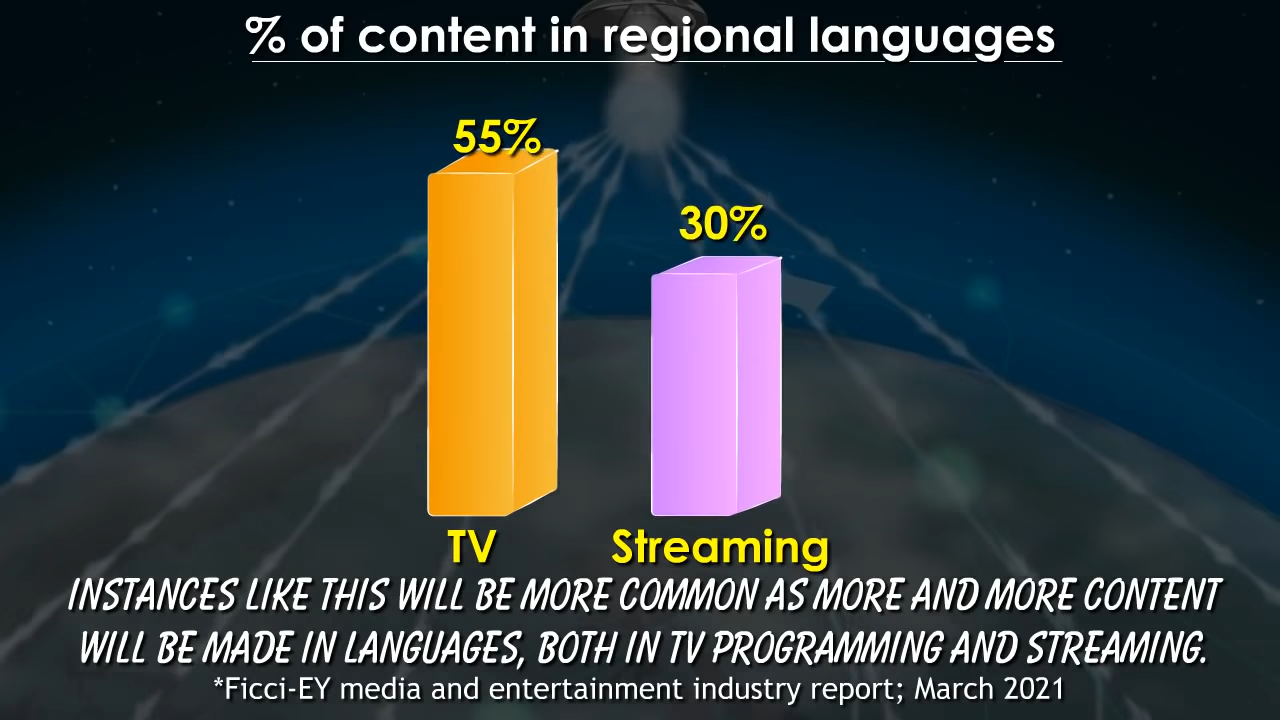 % of content in regional languages
55%
30%
TV
Streaming
INSTANCES LIKE THIS WILL BE MORE COMMON AS MORE AND MORE CONTENT
WILL BE MADE IN LANGUAGES, BOTH IN TV PROGRAMMING AND STREAMING.
*Ficci-EY media and entertainment industry report; March 2021